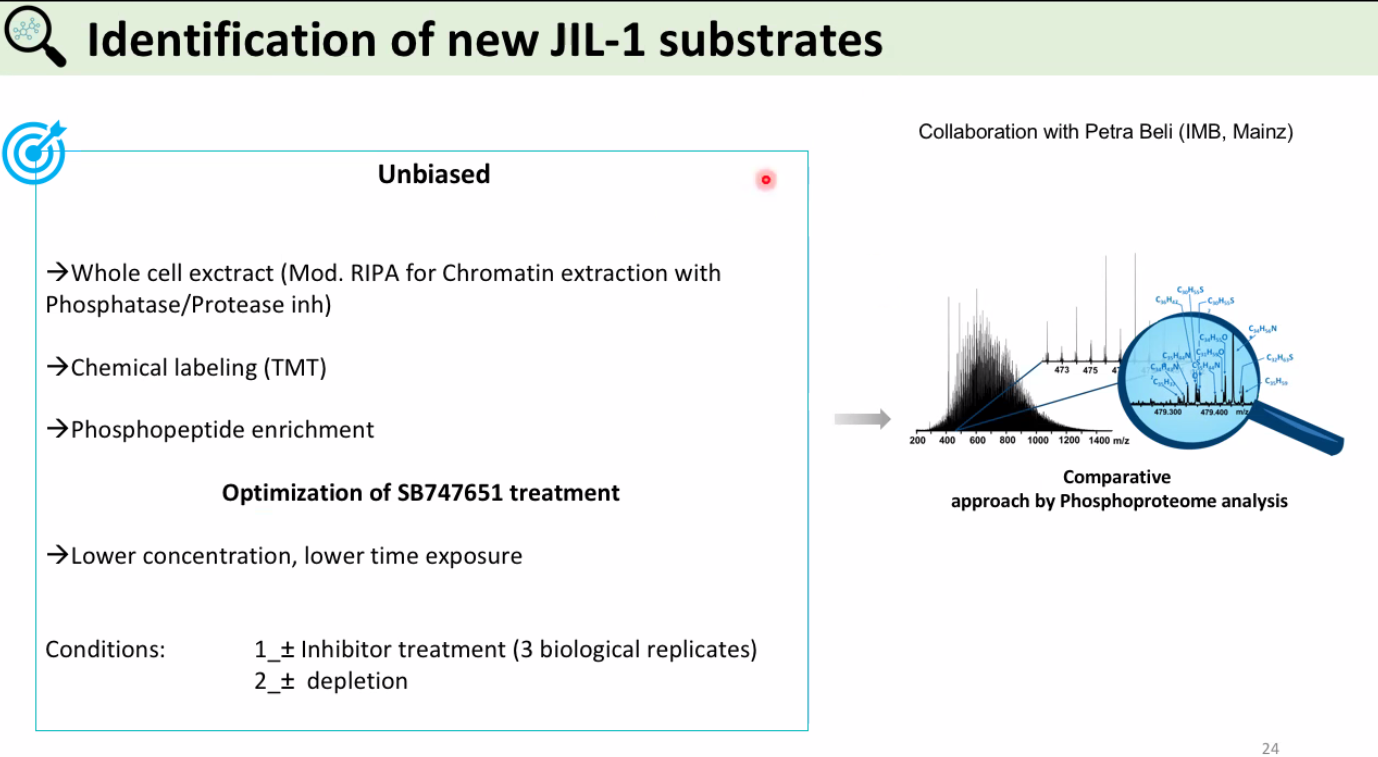 Identification of new JIL-1 substrates
Collaboration with Petra Beli (IMB, Mainz)
Unbiased
→Whole cell exctract (Mod. RIPA for Chromatin extraction with
Phosphatase/Protease inh)
→Chemical labeling (TMT)
→Phosphopeptide enrichment
Optimization of SB747651 treatment
→Lower concentration, lower time exposure
Conditions: 1_± Inhibitor treatment (3 biological replicates)
2_± depletion
473 475
479.300 479.400 m/z
200 400 600 800 1000 1200 1400 m/z
Comparative
approach by Phosphoproteome analysis
24